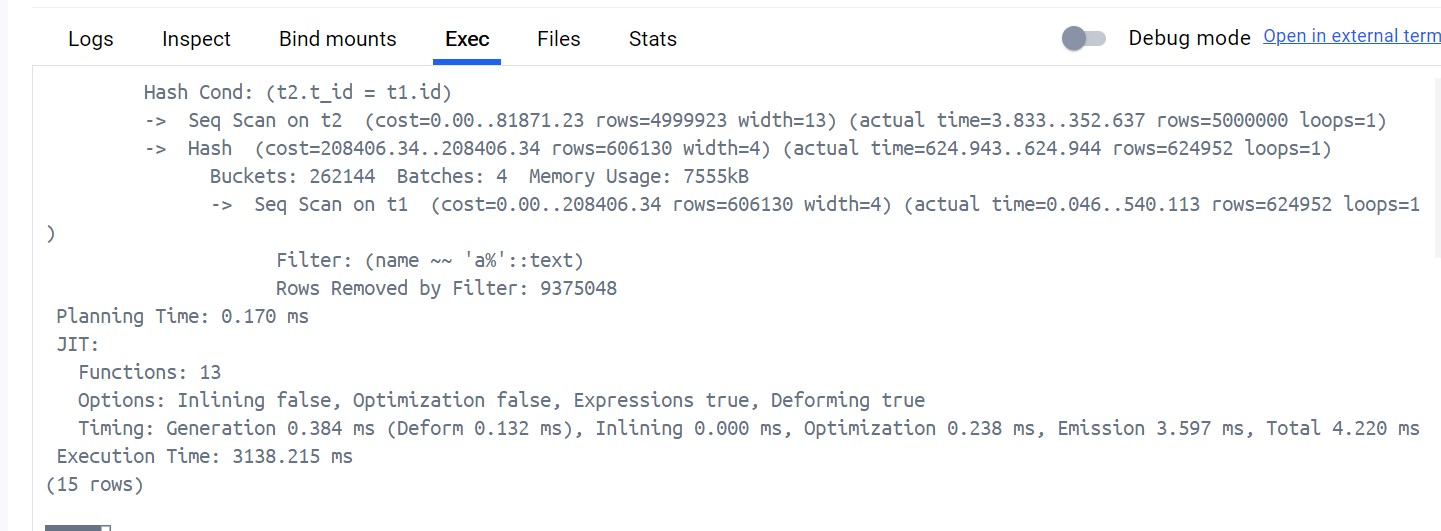 Logs Inspect Bind mounts Exec Files Stats Debug mode Open in external term
Hash Cond: (t2.t_id = t1.id)
-> Seq Scan on t2 (cost=0.00..81871.23 rows=4999923 width=13) (actual time=3.833..352.637 rows=5000000 loops=1)
-> Hash (cost=208406.34..208406.34 rows=606130 width=4) (actual time=624.943..624.944 rows=624952 loops=1)
Buckets: 262144 Batches: 4 Memory Usage: 7555kB
-> Seq Scan on t1 (cost=0.00..208406.34 rows=606130 width=4) (actual time=0.046..540.113 rows=624952 loops=1
)
Filter: (name ~~ 'a%'::text)
Rows Removed by Filter: 9375048
Planning Time: 0.170 ms
JIT:
Functions: 13
Options: Inlining false, Optimization false, Expressions true, Deforming true
Timing: Generation 0.384 ms (Deform 0.132 ms), Inlining 0.000 ms, Optimization 0.238 ms, Emission 3.597 ms, Total 4.220 ms
Execution Time: 3138.215 ms
(15 rows)